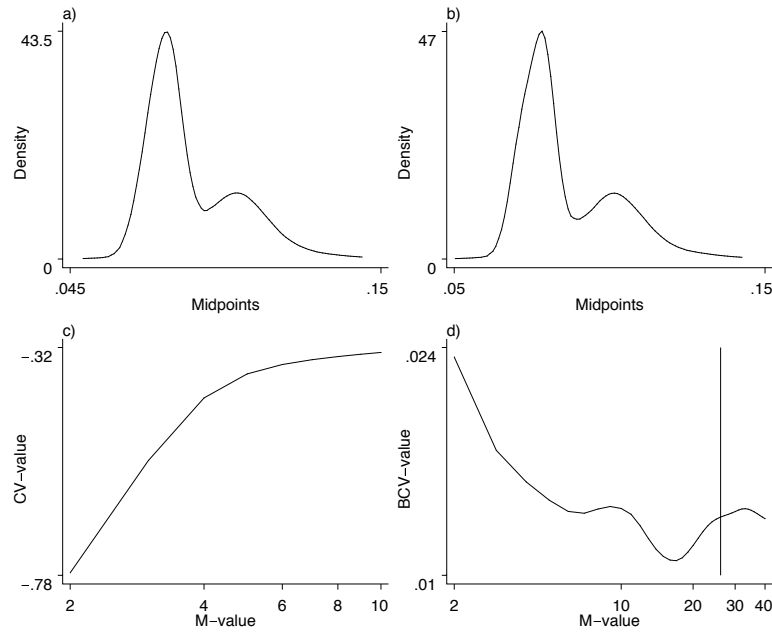 a)
43.5
Density
0
.045
.15
Midpoints
b)
47
Density
0
.05
.15
Midpoints
c)
−.32
CV−value
−.78
2
4
6
8
10
M−value
d)
.024
BCV−value
.01
2
10
20
30
40
M−value